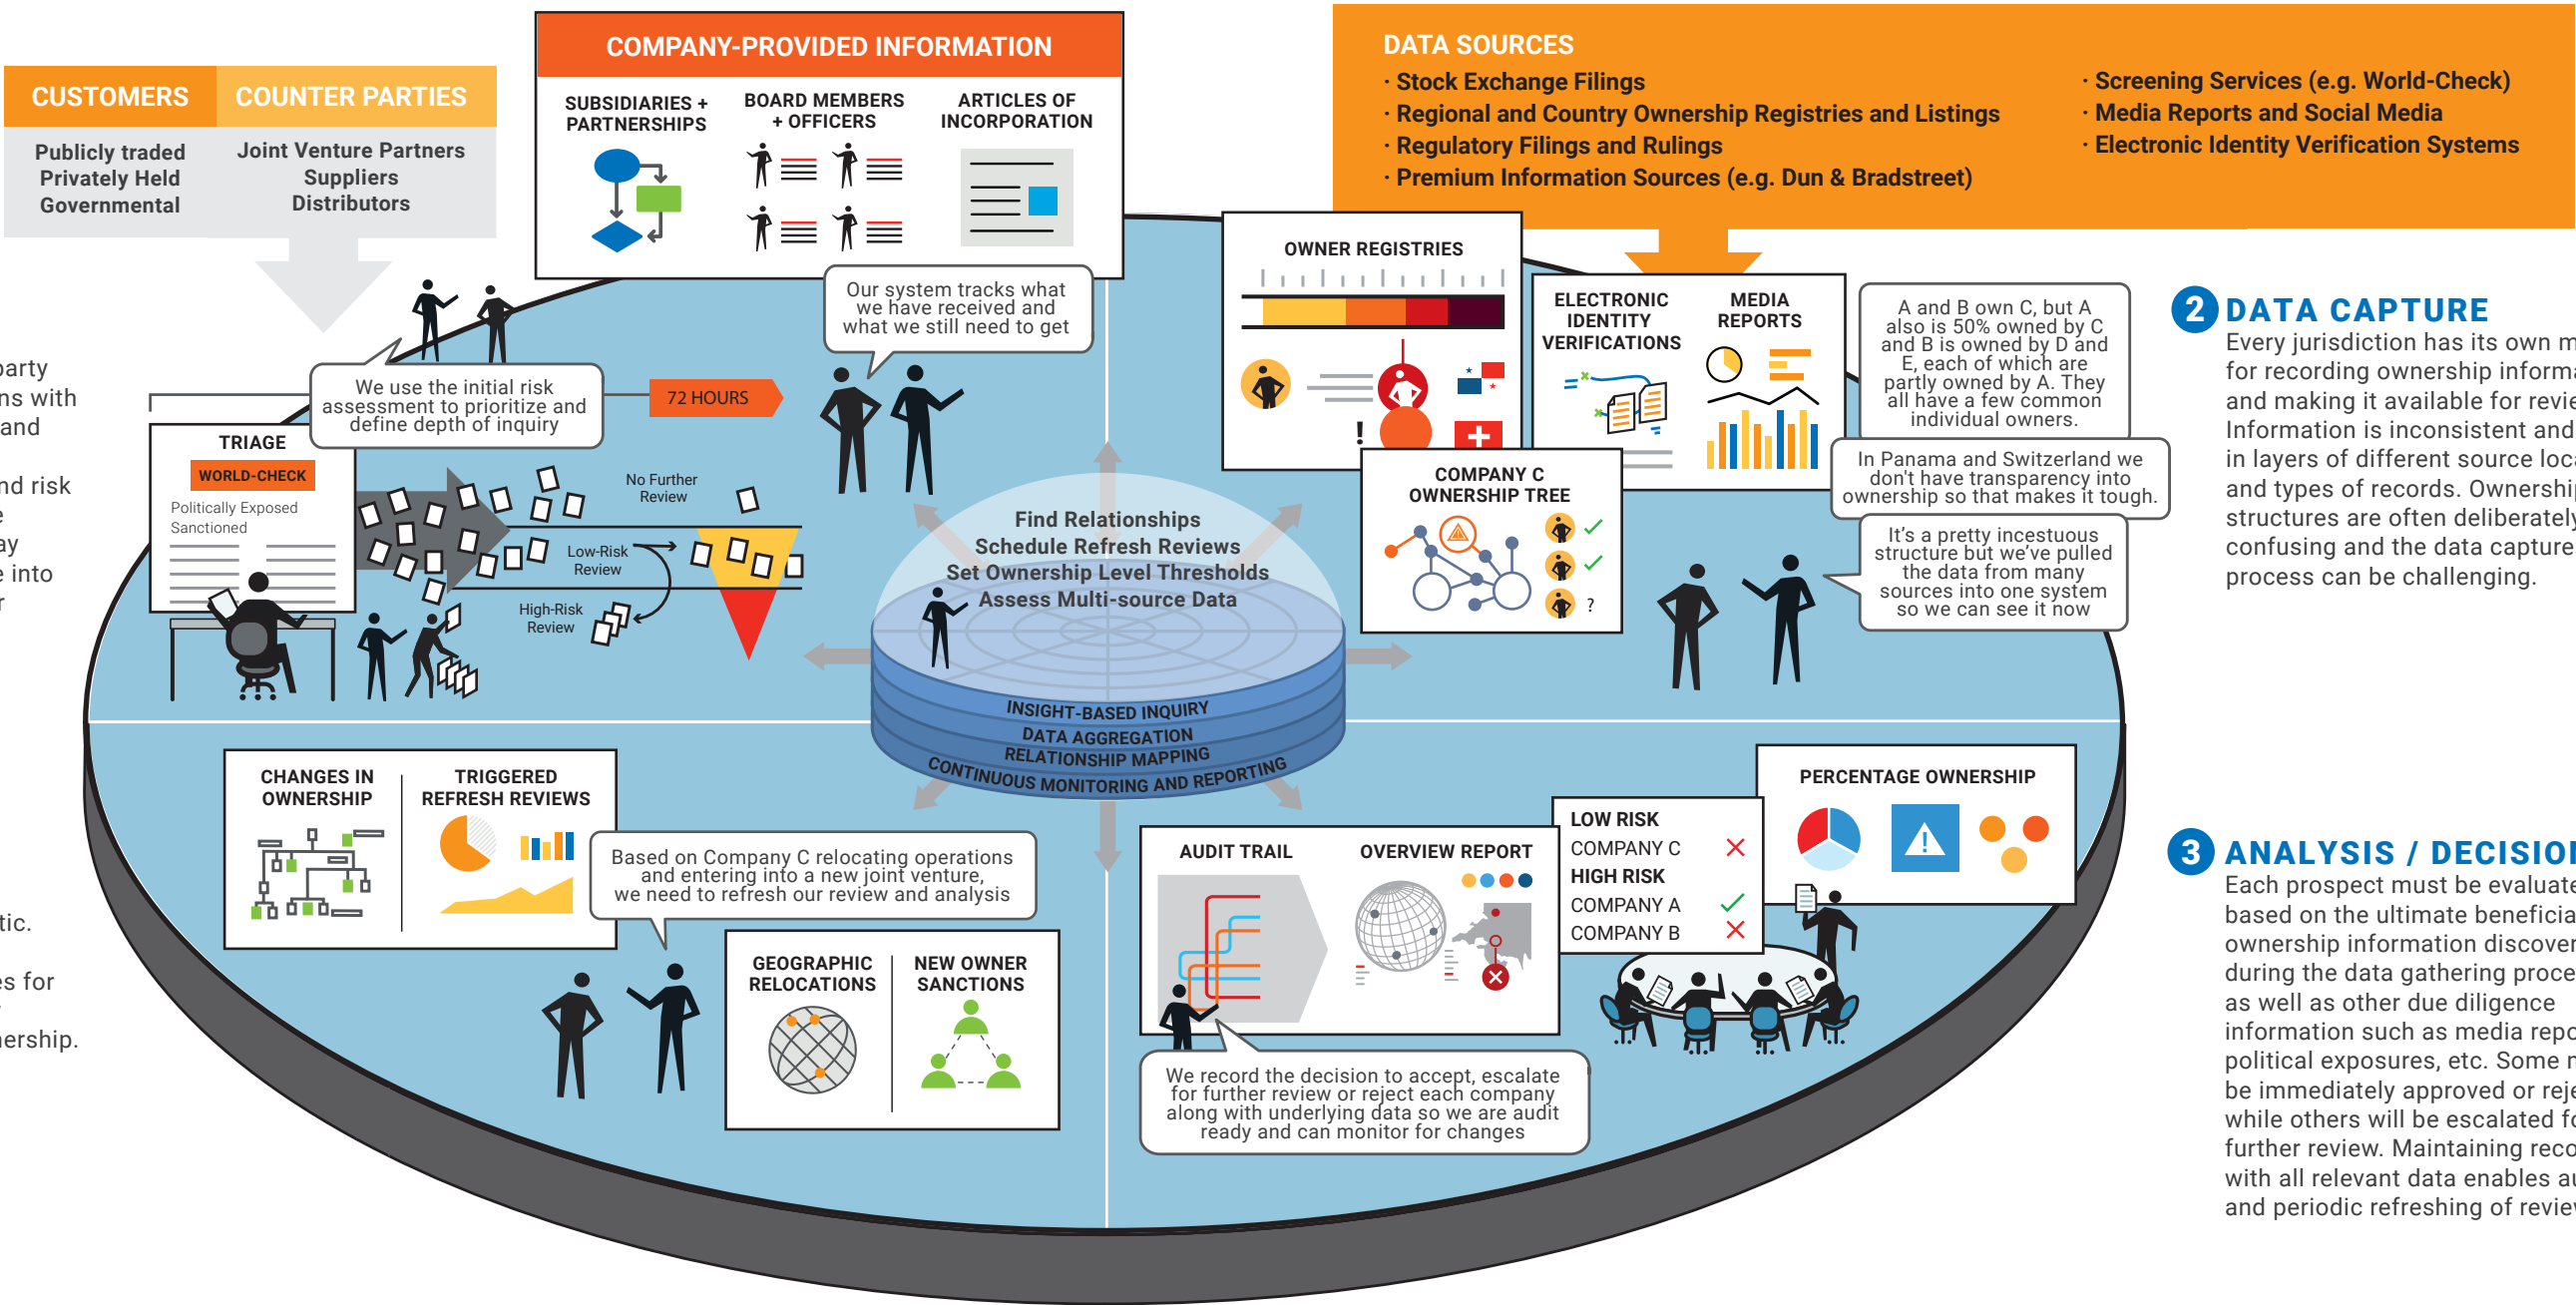 CUSTOMERS
COUNTER PARTIES
Publicly traded
Privately Held
Governmental
Joint Venture Partners
Suppliers
Distributors
COMPANY-PROVIDED INFORMATION
SUBSIDIARIES +
PARTNERSHIPS
BOARD MEMBERS
+ OFFICERS
ARTICLES OF
INCORPORATION
DATA SOURCES
· Stock Exchange Filings
· Regional and Country Ownership Registries and Listings
· Regulatory Filings and Rulings
· Premium Information Sources (e.g. Dun & Bradstreet)
· Screening Services (e.g. World-Check)
· Media Reports and Social Media
· Electronic Identity Verification Systems
party
with
and
and risk
into
We use the initial risk
assessment to prioritize and
define depth of inquiry
72 HOURS
Our system tracks what
we have received and
what we still need to get
TRIAGE
WORLD-CHECK
Politically Exposed
Sanctioned
No Further
Review
Low-Risk
Review
High-Risk
Review
OWNER REGISTRIES
!
ELECTRONIC
IDENTITY
VERIFICATIONS
MEDIA
REPORTS
COMPANY C
OWNERSHIP TREE
?
A and B own C, but A
also is 50% owned by C
and B is owned by D and
E, each of which are
partly owned by A. They
all have a few common
individual owners.
In Panama and Switzerland we
don't have transparency into
ownership so that makes it tough.
It's a pretty incestuous
structure but we've pulled
the data from many
sources into one system
so we can see it now
2 DATA CAPTURE
Every jurisdiction has its own
for recording ownership
and making it available for
Information is inconsistent and
in layers of different source
and types of records.
structures are often deliberately
confusing and the data capture
process can be challenging.
Find Relationships
Schedule Refresh Reviews
Set Ownership Level Thresholds
Assess Multi-source Data
INSIGHT-BASED INQUIRY
DATA AGGREGATION
RELATIONSHIP MAPPING
CONTINUOUS MONITORING AND REPORTING
CHANGES IN
OWNERSHIP
TRIGGERED
REFRESH REVIEWS
Based on Company C relocating operations
and entering into a new joint venture,
we need to refresh our review and analysis
GEOGRAPHIC
RELOCATIONS
NEW OWNER
SANCTIONS
for
AUDIT TRAIL
OVERVIEW REPORT
LOW RISK
COMPANY C
HIGH RISK
COMPANY A
COMPANY B
PERCENTAGE OWNERSHIP
!
We record the decision to accept, escalate
for further review or reject each company
along with underlying data so we are audit
ready and can monitor for changes
3 ANALYSIS / DECISION
Each prospect must be
based on the ultimate
ownership information
during the data gathering
as well as other due diligence
information such as media
political exposures, etc. Some
be immediately approved or
while others will be escalated
further review. Maintaining
with all relevant data enables
and periodic refreshing of